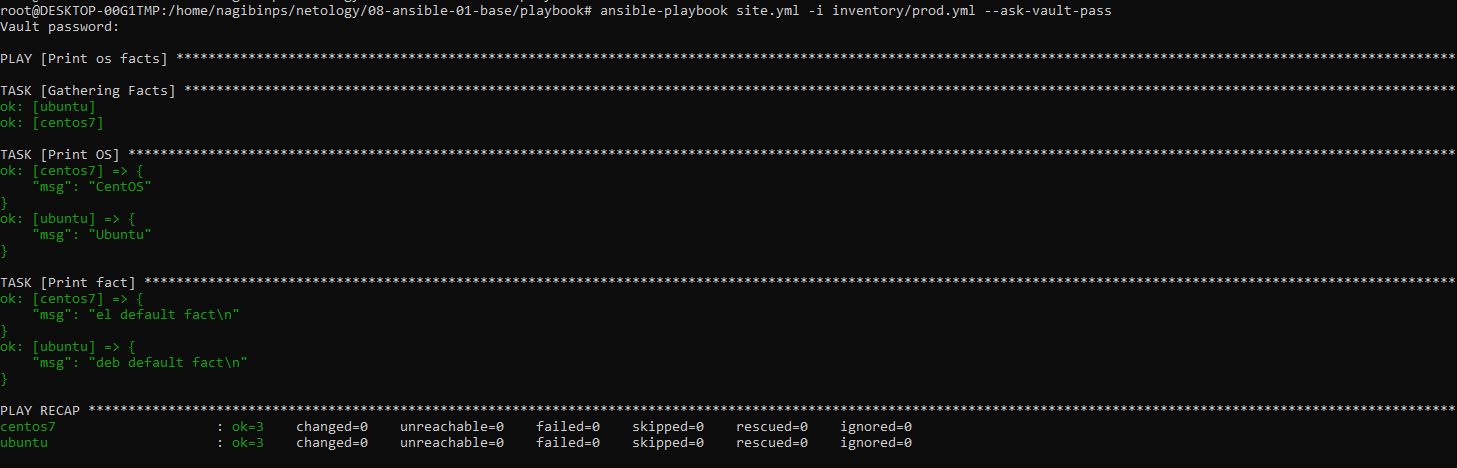 root@DESKTOP-00G1TMP:/home/nagibinps/netology/08-ansible-01-base/playbook# ansible-playbook site.yml -i inventory/prod.yml --ask-vault-pass
Vault password:
PLAY [Print os facts] ****************************************************************************************************************************************************************
TASK [Gathering Facts] ***************************************************************************************************************************************************************
ok: [ubuntu]
ok: [centos7]
TASK [Print OS] **********************************************************************************************************************************************************************
ok: [centos7] => {
    "msg": "CentOS"
}
ok: [ubuntu] => {
    "msg": "Ubuntu"
}
TASK [Print fact] ********************************************************************************************************************************************************************
ok: [centos7] => {
    "msg": "el default fact\n"
}
ok: [ubuntu] => {
    "msg": "deb default fact\n"
}
PLAY RECAP ***************************************************************************************************************************************************************************
centos7                    : ok=3    changed=0    unreachable=0    failed=0    skipped=0    rescued=0    ignored=0
ubuntu                     : ok=3    changed=0    unreachable=0    failed=0    skipped=0    rescued=0    ignored=0